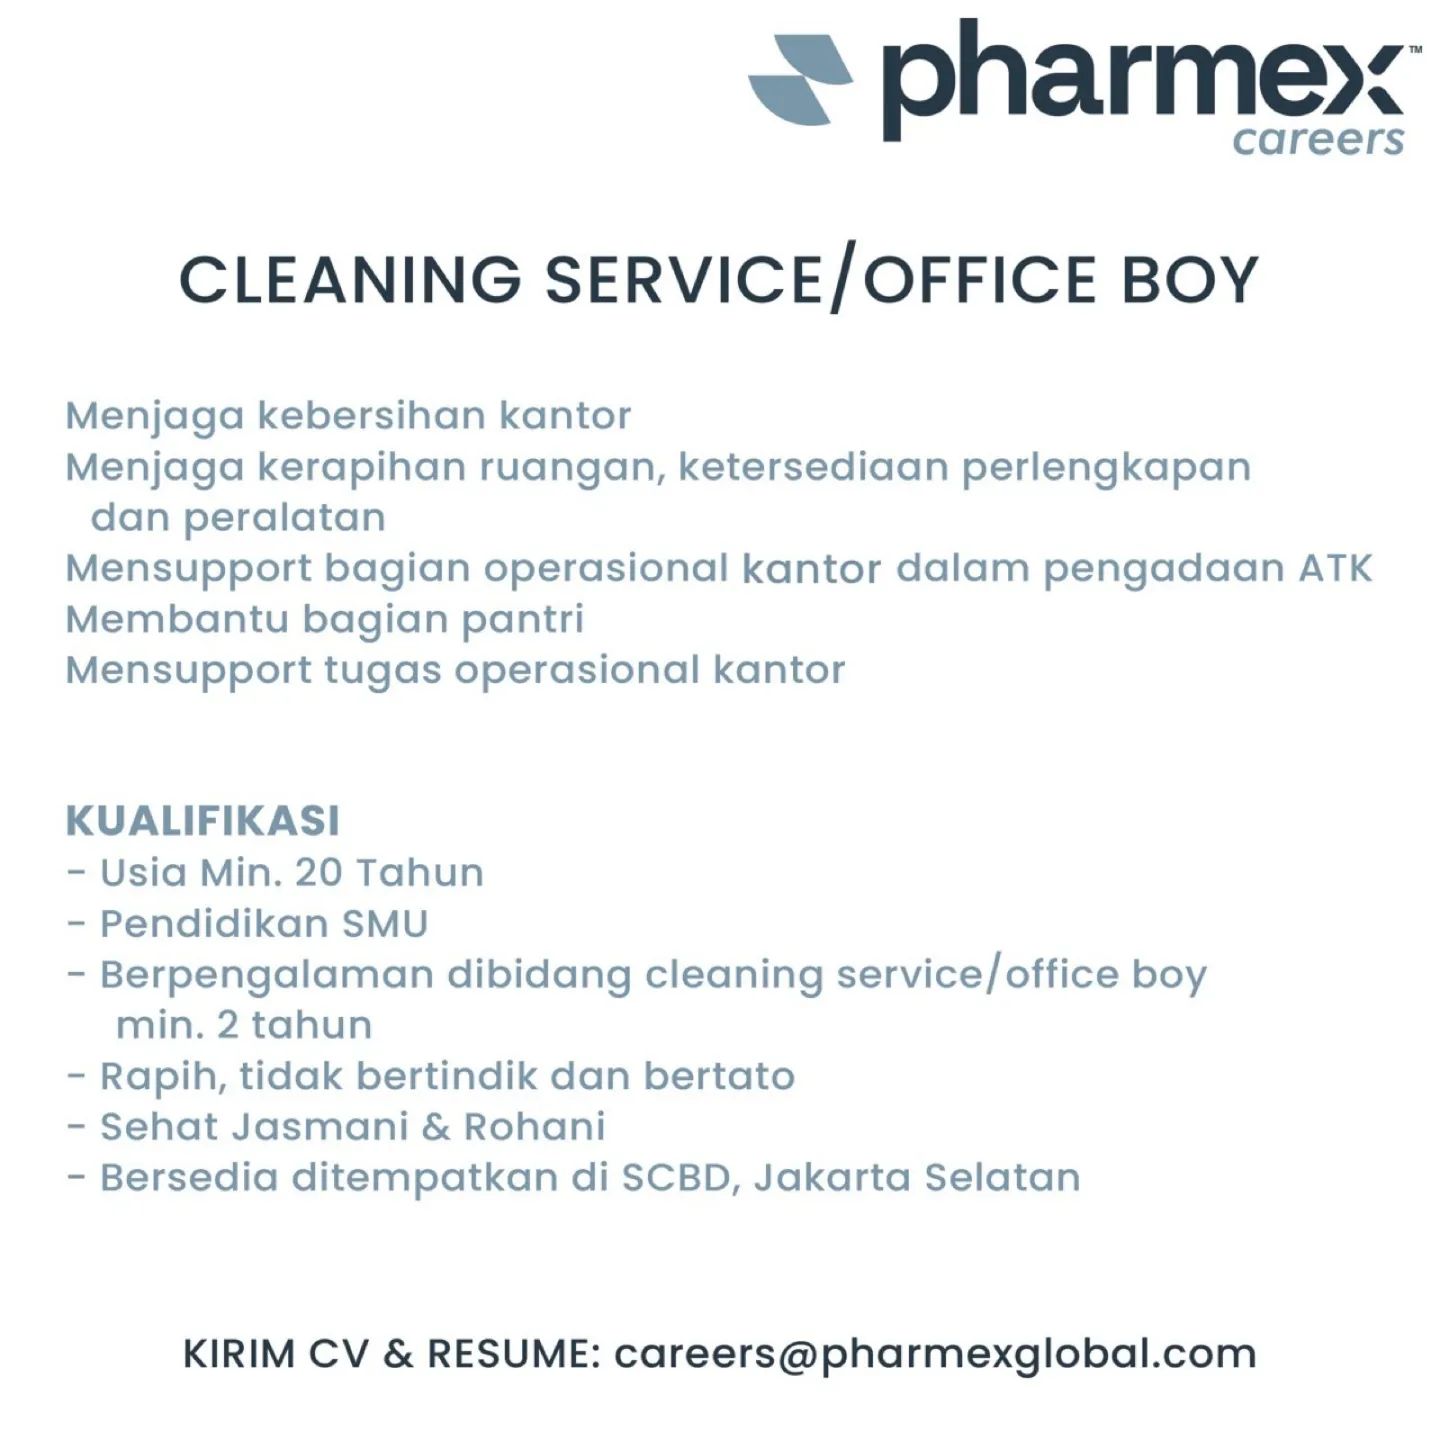 pharmex™
careers
CLEANING SERVICE/OFFICE BOY
Menjaga kebersihan kantor
Menjaga kerapihan ruangan, ketersediaan perlengkapan
dan peralatan
Mensupport bagian operasional kantor dalam pengadaan ATK
Membantu bagian pantri
Mensupport tugas operasional kantor
KUALIFIKASI
- Usia Min. 20 Tahun
- Pendidikan SMU
- Berpengalaman dibidang cleaning service/office boy
min. 2 tahun
- Rapih, tidak bertindik dan bertato
- Sehat Jasmani & Rohani
- Bersedia ditempatkan di SCBD, Jakarta Selatan
KIRIM CV & RESUME: careers@pharmexglobal.com